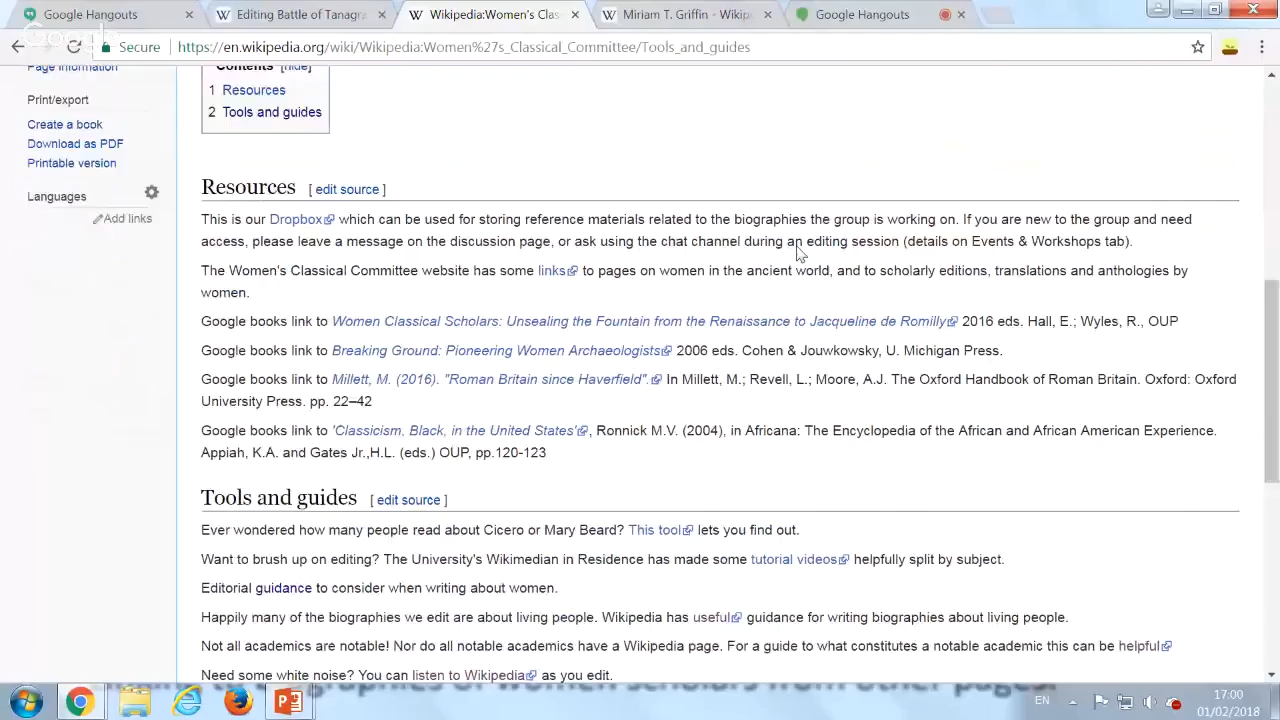 Google Hangouts
Editing Battle of Tanagra
Wikipedia:Women's Clas
Miriam T. Griffin - Wikip
Google Hangouts
Google
Secure
https://en.wikipedia.org/wiki/Wikipedia:Women%27s_Classical_Committee/Tools_and_guides
Page information
Print/export
Create a book
Download as PDF
Printable version
Languages
Add links
Contents [hide]
1 Resources
2 Tools and guides
Resources [ edit source ]
This is our Dropbox which can be used for storing reference materials related to the biographies the group is working on. If you are new to the group and need
access, please leave a message on the discussion page, or ask using the chat channel during an editing session (details on Events & Workshops tab).
The Women's Classical Committee website has some links to pages on women in the ancient world, and to scholarly editions, translations and anthologies by
women.
Google books link to Women Classical Scholars: Unsealing the Fountain from the Renaissance to Jacqueline de Romilly 2016 eds. Hall, E.; Wyles, R., OUP
Google books link to Breaking Ground: Pioneering Women Archaeologists 2006 eds. Cohen & Jouwkowsky, U. Michigan Press.
Google books link to Millett, M. (2016). "Roman Britain since Haverfield". In Millett, M.; Revell, L.; Moore, A.J. The Oxford Handbook of Roman Britain. Oxford: Oxford
University Press. pp. 22–42
Google books link to 'Classicism, Black, in the United States', Ronnick M.V. (2004), in Africana: The Encyclopedia of the African and African American Experience.
Appiah, K.A. and Gates Jr.,H.L. (eds.) OUP, pp.120-123
Tools and guides [ edit source ]
Ever wondered how many people read about Cicero or Mary Beard? This tool lets you find out.
Want to brush up on editing? The University's Wikimedian in Residence has made some tutorial videos helpfully split by subject.
Editorial guidance to consider when writing about women.
Happily many of the biographies we edit are about living people. Wikipedia has useful guidance for writing biographies about living people.
Not all academics are notable! Nor do all notable academics have a Wikipedia page. For a guide to what constitutes a notable academic this can be helpful
Need some white noise? You can listen to Wikipedia as you edit.
biographies of women scholars from other pages.
EN
17:00
01/02/2018